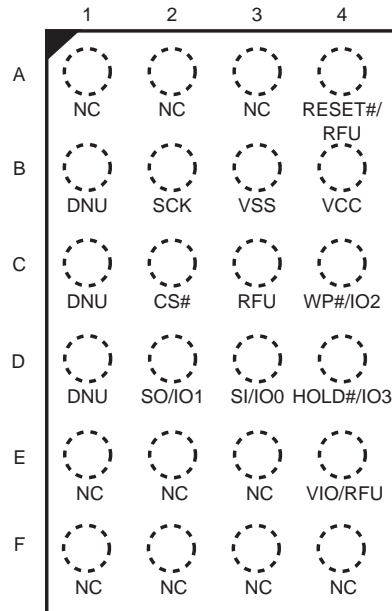 1 2 3 4
A
NC NC NC RESET#/
RFU
B
DNU SCK VSS VCC
C
DNU CS# RFU WP#/IO2
D
DNU SO/IO1 SI/IO0 HOLD#/IO3
E
NC NC NC VIO/RFU
F
NC NC NC NC